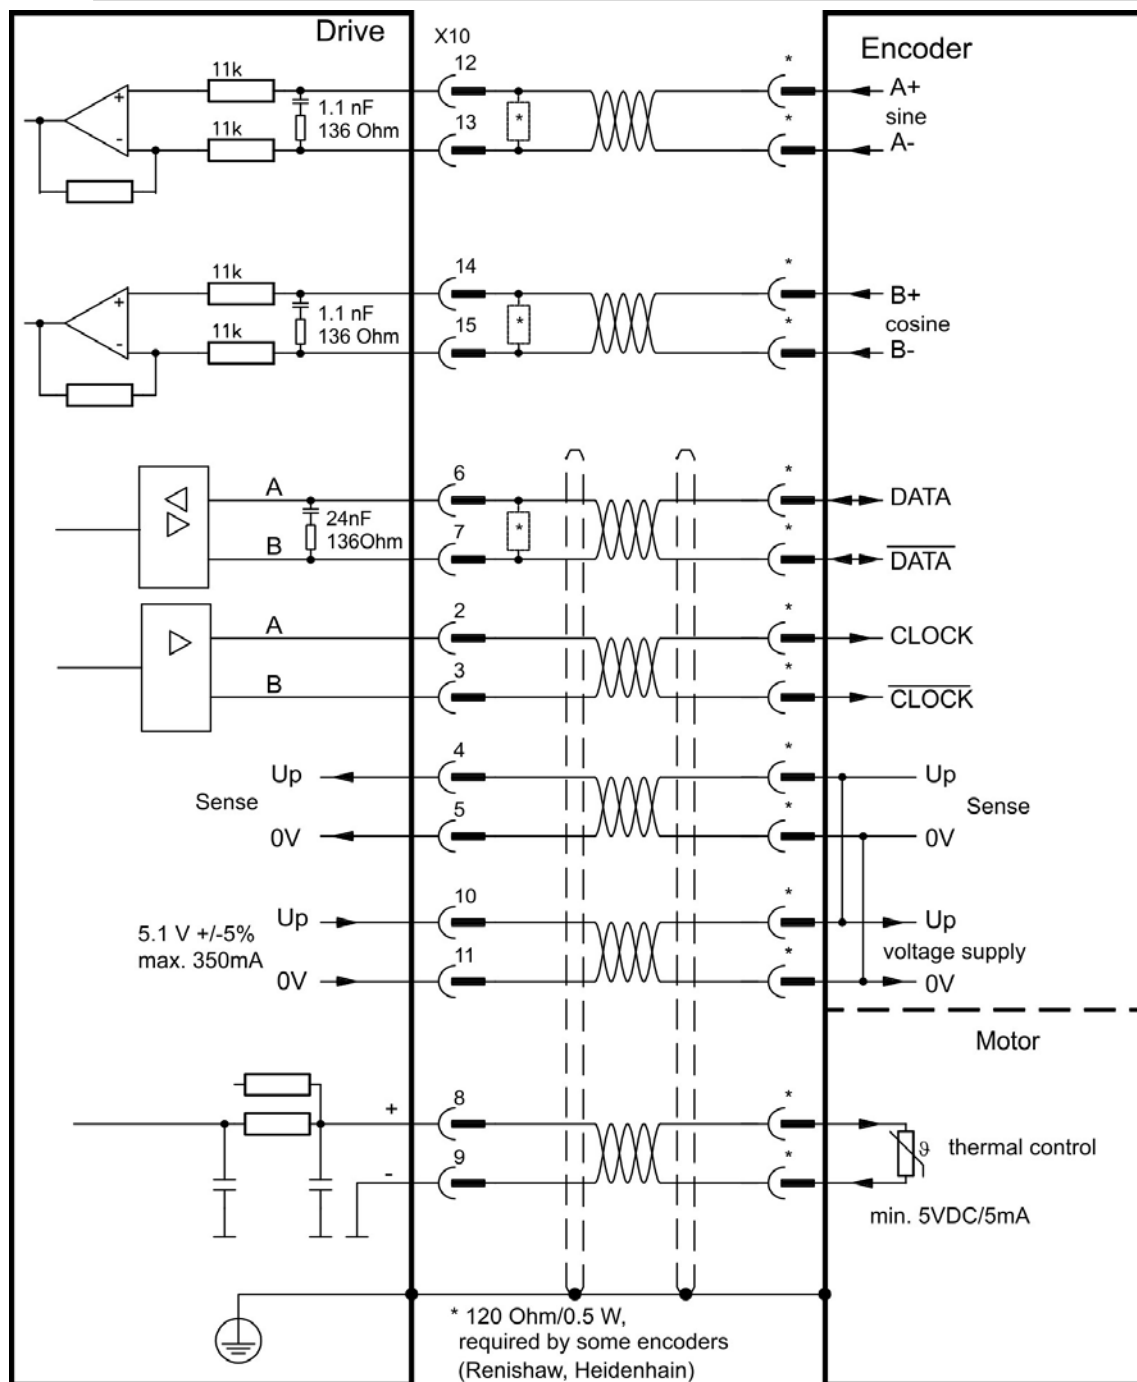 Drive
X10
Encoder
11k
12
*
A+
1.1 nF
*
sine
11k
136 Ohm
13
*
A-
+
-
11k
14
*
B+
1.1 nF
*
cosine
11k
136 Ohm
15
*
B-
+
-
A
6
*
DATA
24nF
*
136Ohm
B
7
*
DATA
A
2
*
CLOCK
B
3
*
CLOCK
Up
4
*
Up
Sense
Sense
0V
5
*
0V
Up
10
*
Up
5.1 V +/-5%
max. 350mA
voltage supply
0V
11
*
0V
Motor
+
8
*
ϑ thermal control
-
9
*
min. 5VDC/5mA
* 120 Ohm/0.5 W,
required by some encoders
(Renishaw, Heidenhain)